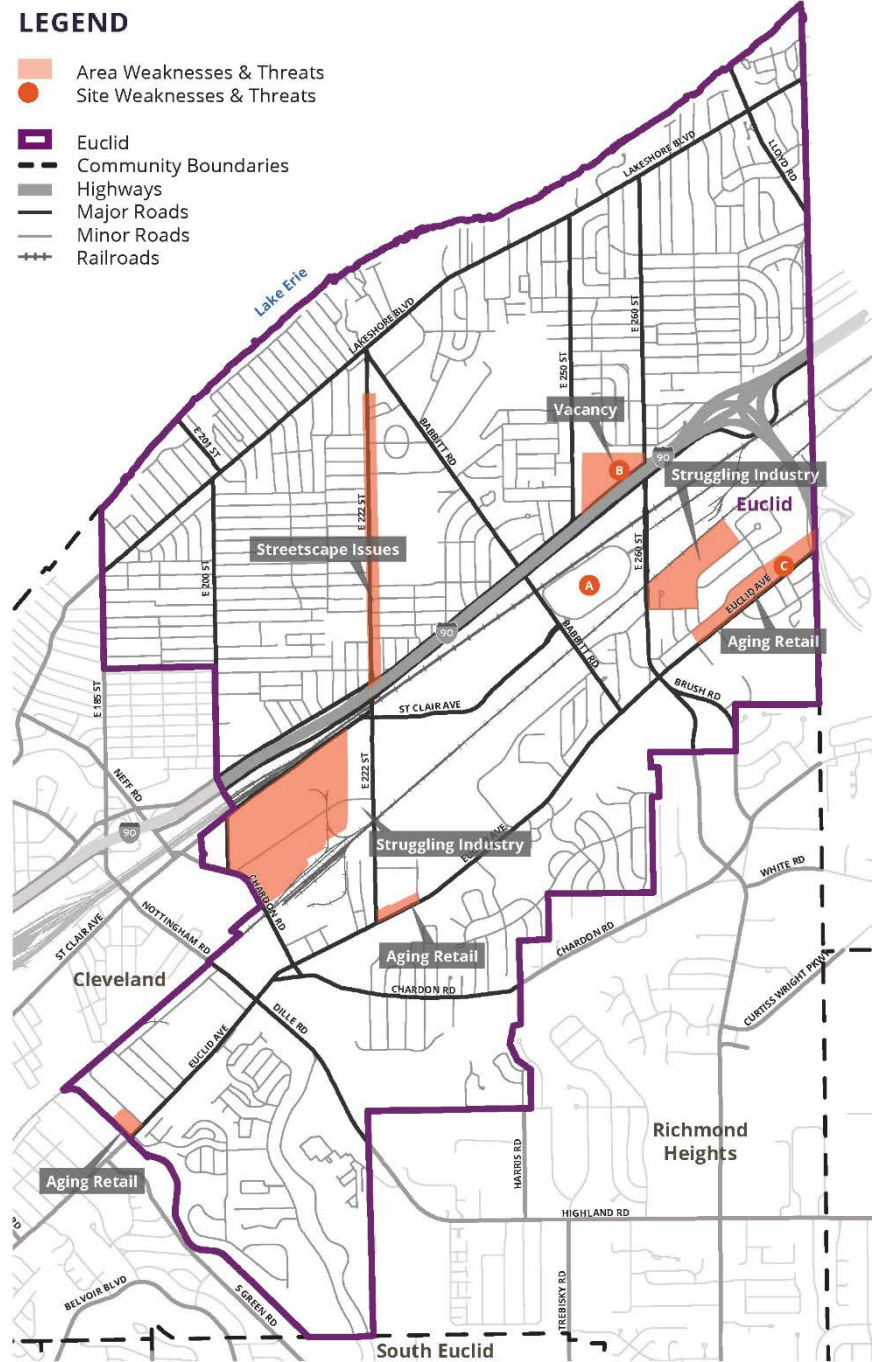 LEGEND
Area Weaknesses & Threats
Site Weaknesses & Threats
Euclid
Community Boundaries
Highways
Major Roads
Minor Roads
Railroads
LAKESHORE BLVD
LLOYD RD
Lake Erie
LAKESHORE BLVD
E 260 ST
E 250 ST
Vacancy
E 201 ST
BABBITT RD
B
90
Struggling Industry
Euclid
E 222 ST
Streetscape Issues
E 200 ST
E 260 ST
A
C
EUCLID AVE
Aging Retail
90
BABBITT RD
E 185 ST
BRUSH RD
ST CLAIR AVE
NEFF RD
E 222 ST
90
Struggling Industry
EUCLID AVE
WHITE RD
CHARDON RD
NOTTINGHAM RD
ST CLAIR AVE
CHARDON RD
Aging Retail
Cleveland
CHARDON RD
CURTISS WRIGHT PKWY
DILLE RD
EUCLID AVE
Richmond
Heights
HARRIS RD
Aging Retail
HIGHLAND RD
RD
BELVOIR BLVD
S GREEN RD
TREBISKY RD
South Euclid